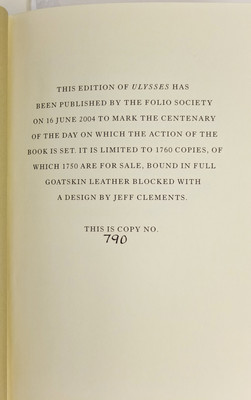 THIS EDITION OF ULYSSES HAS
BEEN PUBLISHED BY THE FOLIO SOCIETY
ON 16 JUNE 2004 TO MARK THE CENTENARY
OF THE DAY ON WHICH THE ACTION OF THE
BOOK IS SET. IT IS LIMITED TO 1760 COPIES, OF
WHICH 1750 ARE FOR SALE, BOUND IN FULL
GOATSKIN LEATHER BLOCKED WITH
A DESIGN BY JEFF CLEMENTS.
THIS IS COPY NO.
790